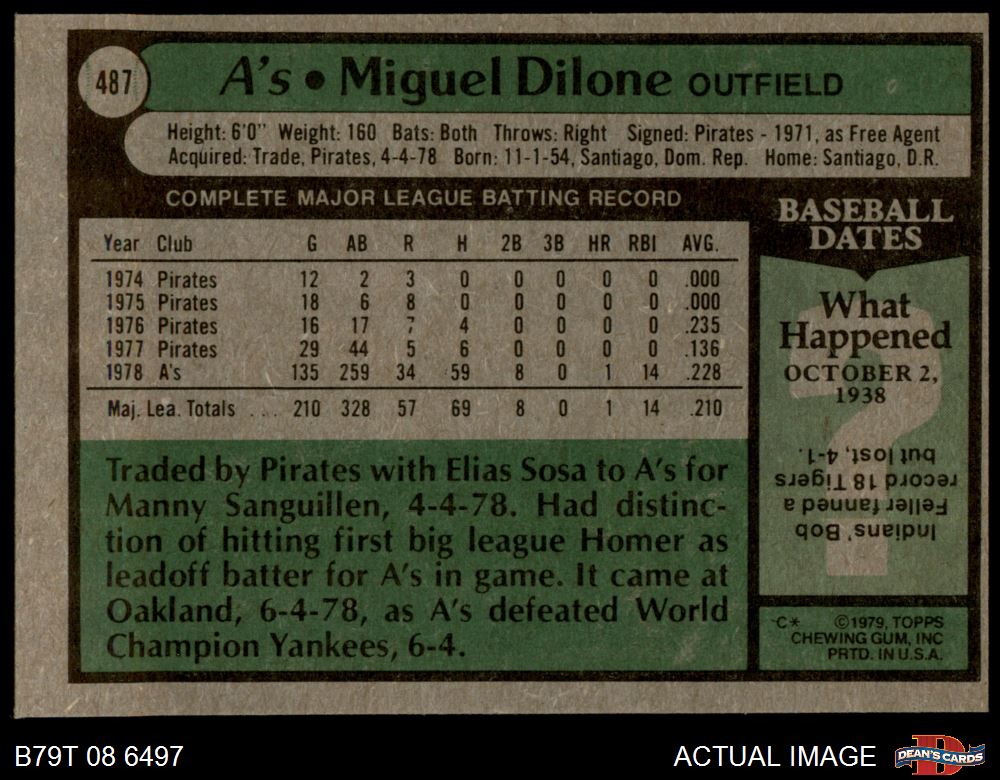 487
A's • Miguel Dilone OUTFIELD
Height: 6'0" Weight: 160 Bats: Both Throws: Right Signed: Pirates - 1971, as Free Agent
Acquired: Trade, Pirates, 4-4-78 Born: 11-1-54, Santiago, Dom. Rep. Home: Santiago, D.R.
COMPLETE MAJOR LEAGUE BATTING RECORD
Year Club G AB R H 2B 3B HR RBI AVG.
1974 Pirates 12 2 3 0 0 0 0 0 .000
1975 Pirates 18 6 8 0 0 0 0 0 .000
1976 Pirates 16 17 7 4 0 0 0 0 .235
1977 Pirates 29 44 5 6 0 0 0 0 .136
1978 A's 135 259 34 59 8 0 1 14 .228
Maj. Lea. Totals ... 210 328 57 69 8 0 1 14 .210
Traded by Pirates with Elias Sosa to A's for
Manny Sanguillen, 4-4-78. Had distinc-
tion of hitting first big league Homer as
leadoff batter for A's in game. It came at
Oakland, 6-4-78, as A's defeated World
Champion Yankees, 6-4.
BASEBALL
DATES
What
Happened
OCTOBER 2,
1938
Indians' Bob
Feller fanned a
record 18 Tigers
but lost, 4-1.
C* ©1979, TOPPS
CHEWING GUM, INC
PRTD. IN U.S.A.
B79T 08 6497
ACTUAL IMAGE
DEAN'S CARDS